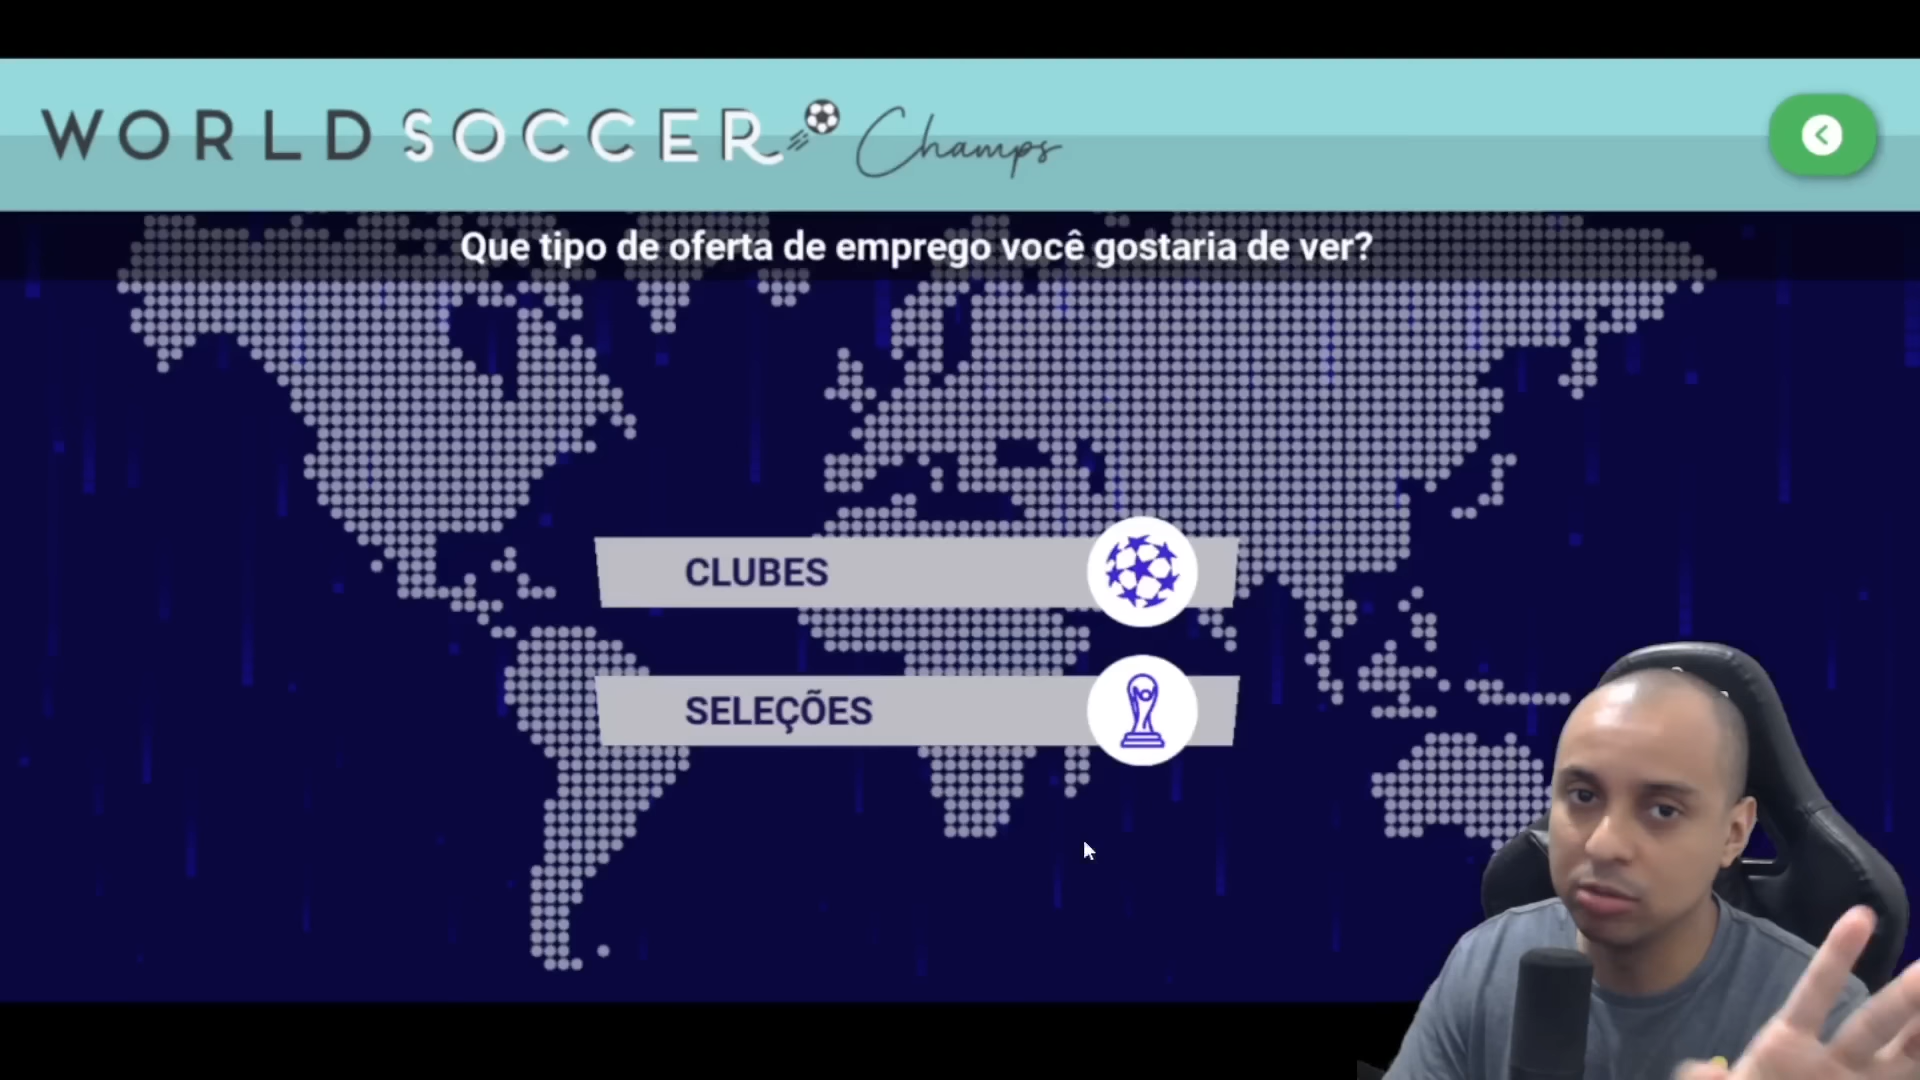 WORLD SOCCER Champs
Que tipo de oferta de emprego você gostaria de ver?
CLUBES
SELEÇÕES